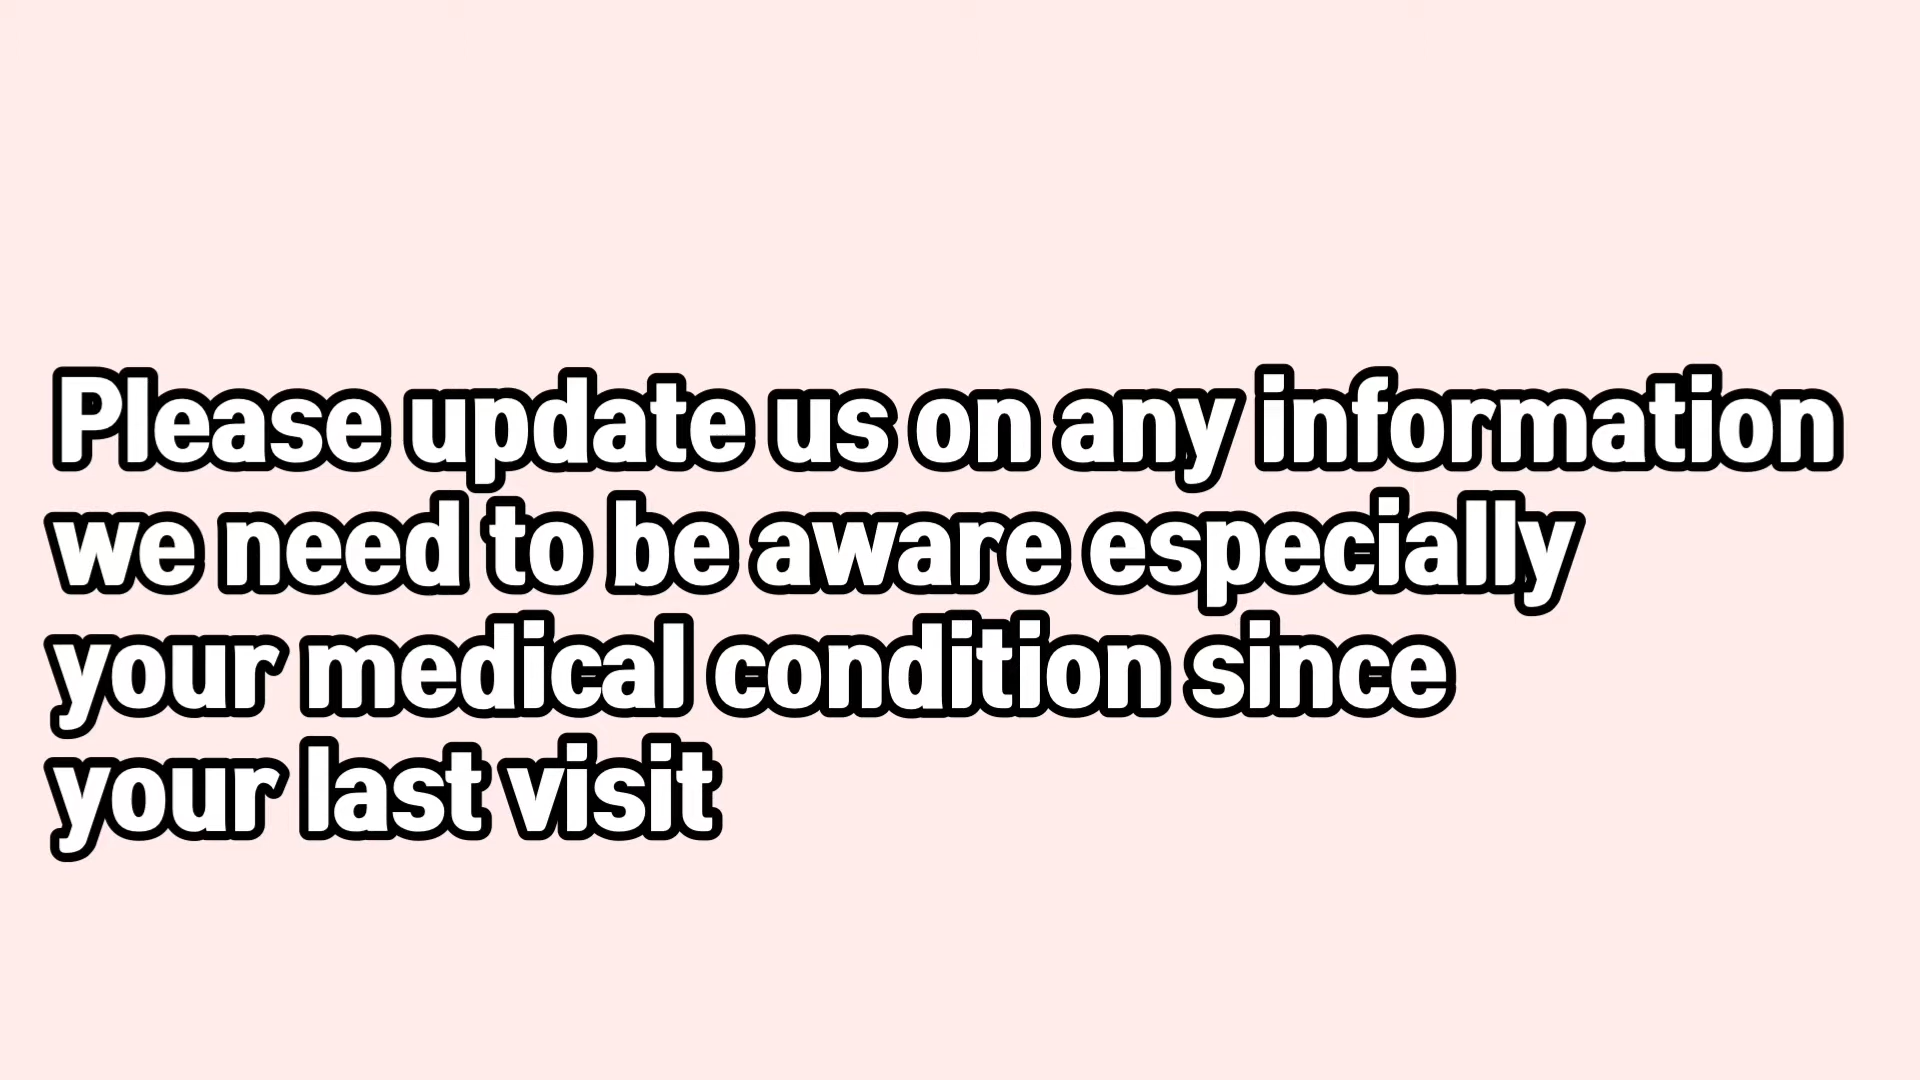 Please update us on any information
we need to be aware especially
your medical condition since
your last visit